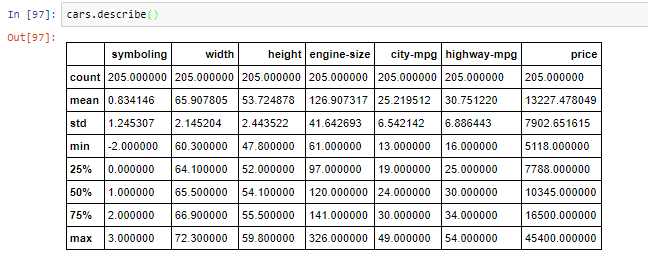 In [97]: cars.describe()
Out[97]:
symboling width height engine-size city-mpg highway-mpg price
count 205.000000 205.000000 205.000000 205.000000 205.000000 205.000000 205.000000
mean 0.834146 65.907805 53.724878 126.907317 25.219512 30.751220 13227.478049
std 1.245307 2.145204 2.443522 41.642693 6.542142 6.886443 7902.651615
min -2.000000 60.300000 47.800000 61.000000 13.000000 16.000000 5118.000000
25% 0.000000 64.100000 52.000000 97.000000 19.000000 25.000000 7788.000000
50% 1.000000 65.500000 54.100000 120.000000 24.000000 30.000000 10345.000000
75% 2.000000 66.900000 55.500000 141.000000 30.000000 34.000000 16500.000000
max 3.000000 72.300000 59.800000 326.000000 49.000000 54.000000 45400.000000